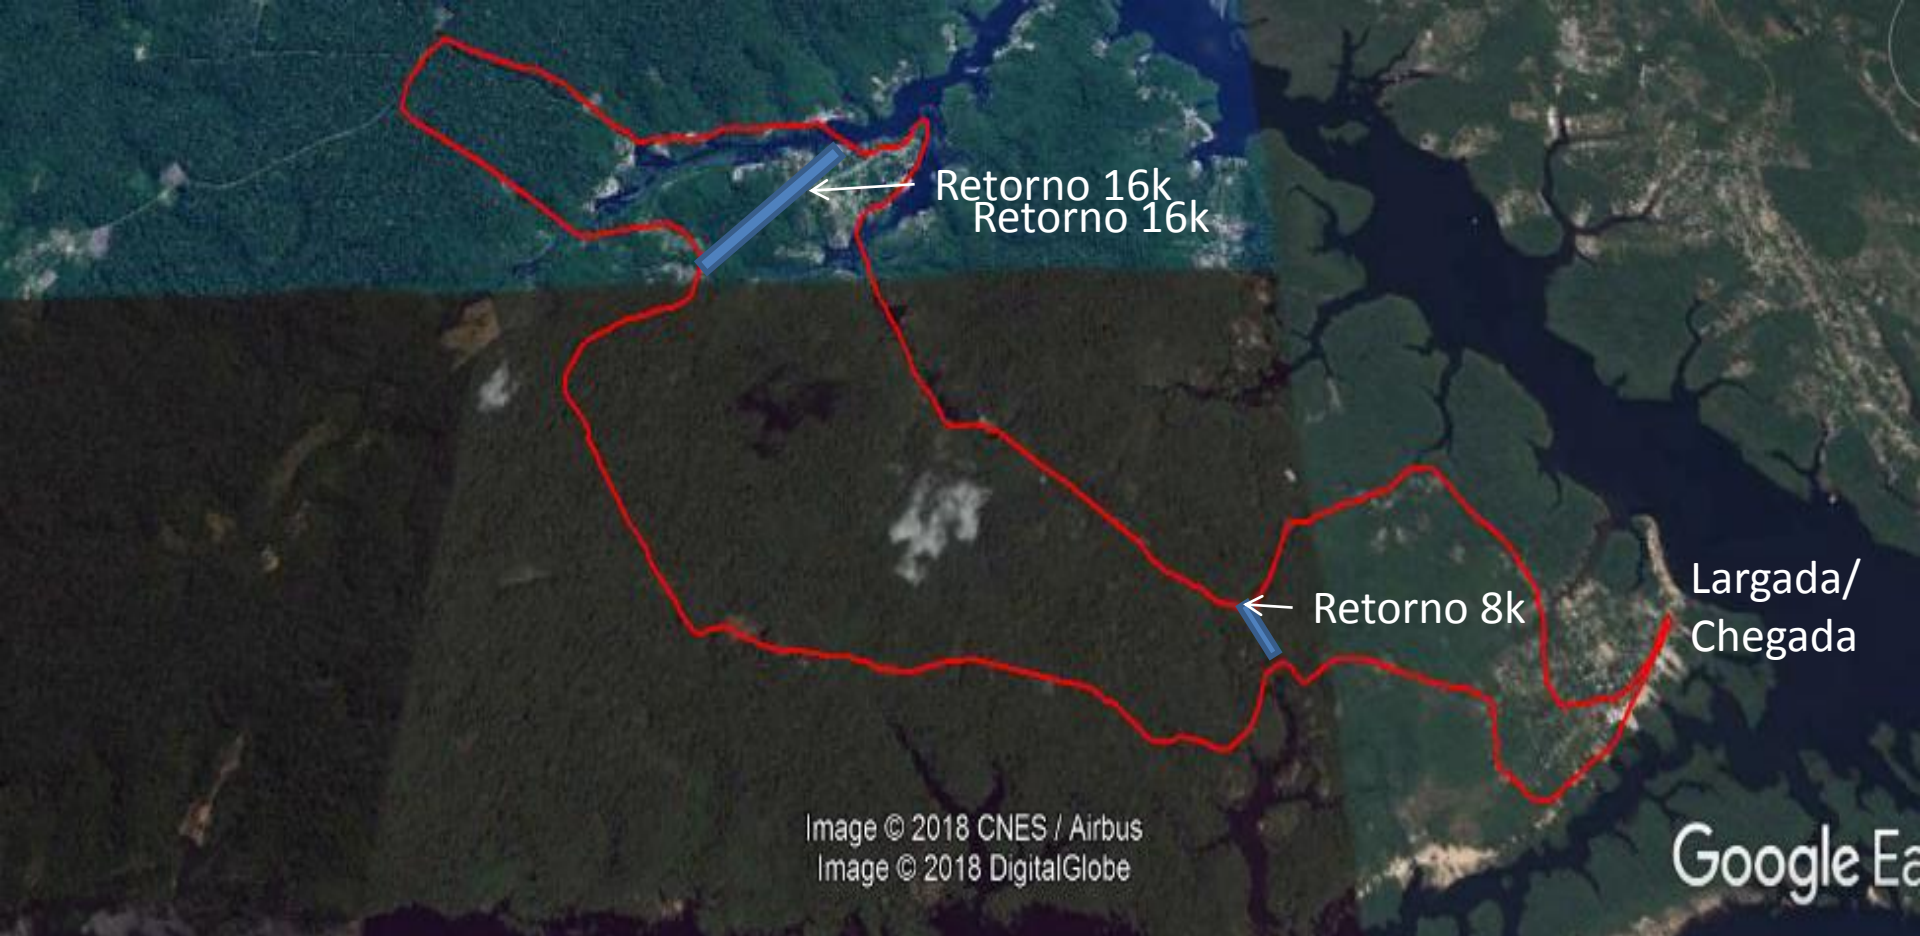 Retorno 16k
Retorno 16k
Largada/
Chegada
Retorno 8k
Image © 2018 CNES / Airbus
Image © 2018 DigitalGlobe
Google Ea